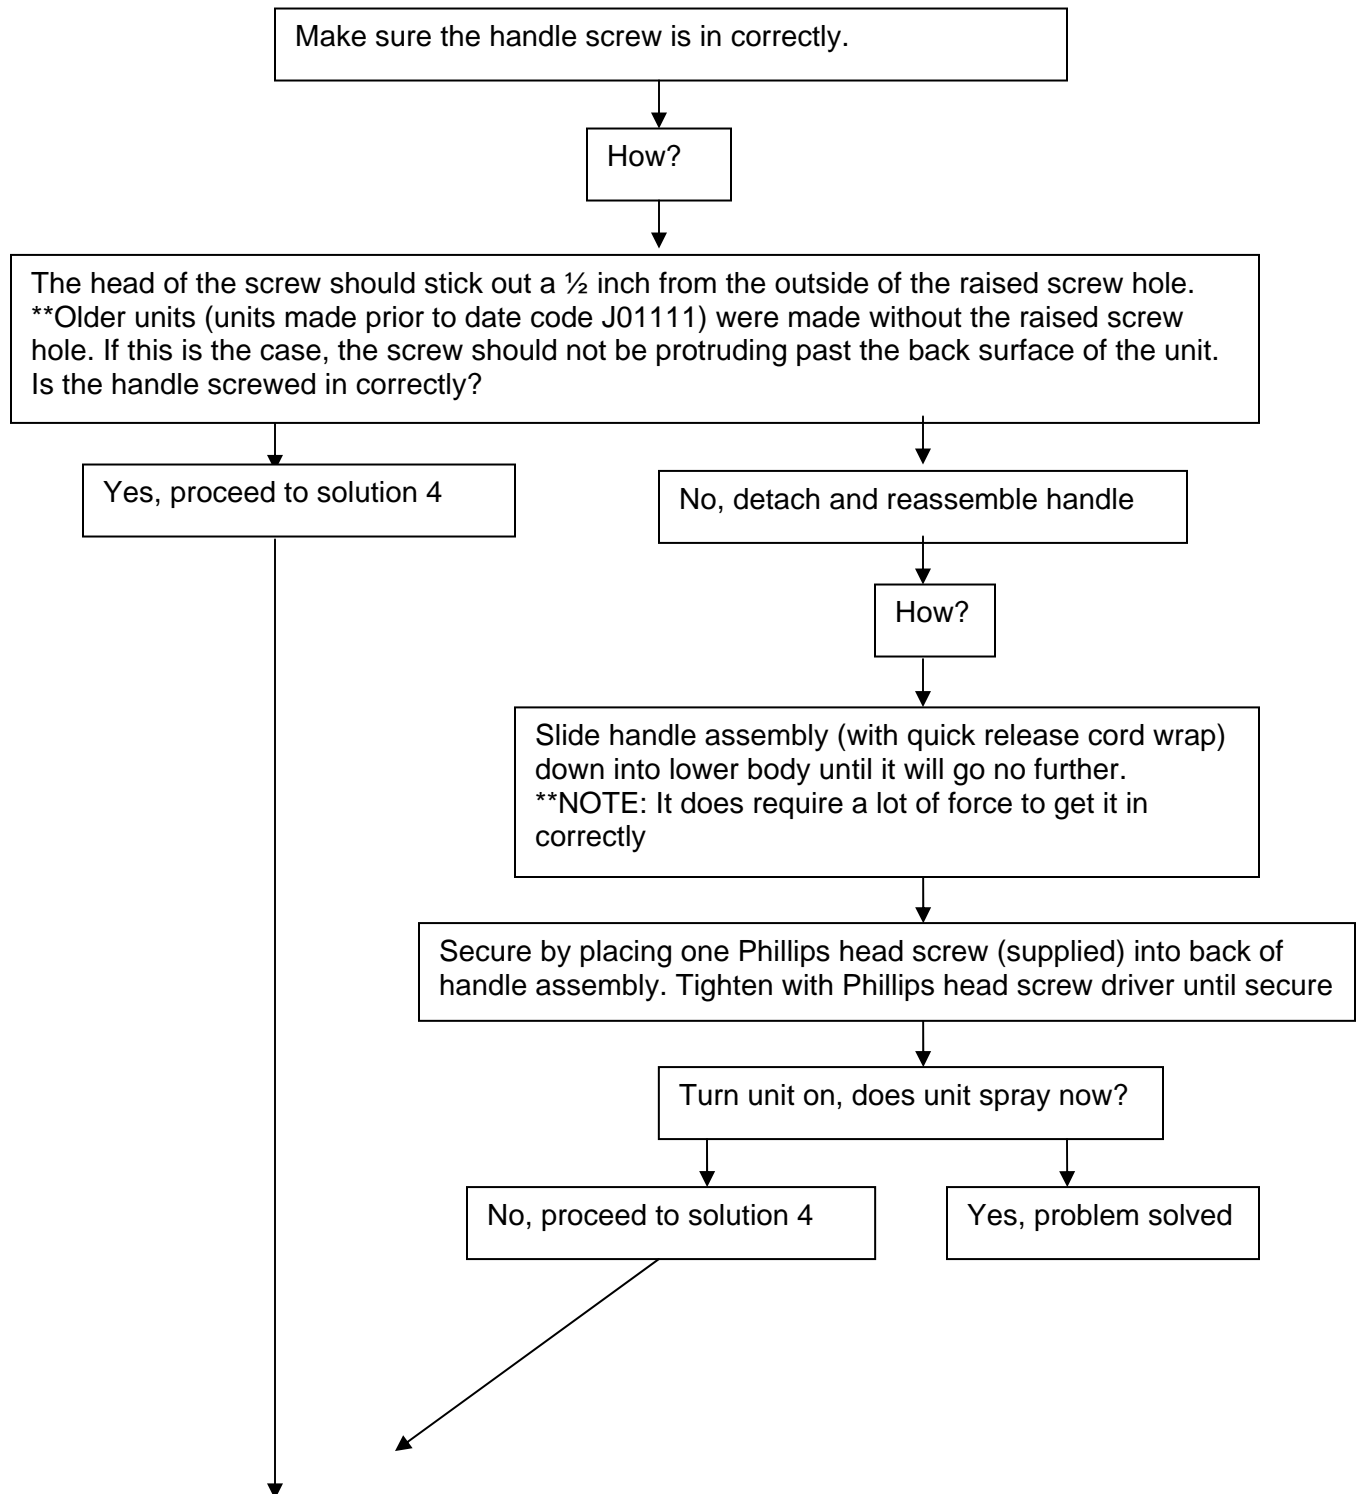 Make sure the handle screw is in correctly.
How?
The head of the screw should stick out a ½ inch from the outside of the raised screw hole.
**Older units (units made prior to date code J01111) were made without the raised screw
hole. If this is the case, the screw should not be protruding past the back surface of the unit.
Is the handle screwed in correctly?
Yes, proceed to solution 4
No, detach and reassemble handle
How?
Slide handle assembly (with quick release cord wrap)
down into lower body until it will go no further.
**NOTE: It does require a lot of force to get it in
correctly
Secure by placing one Phillips head screw (supplied) into back of
handle assembly. Tighten with Phillips head screw driver until secure
Turn unit on, does unit spray now?
No, proceed to solution 4
Yes, problem solved